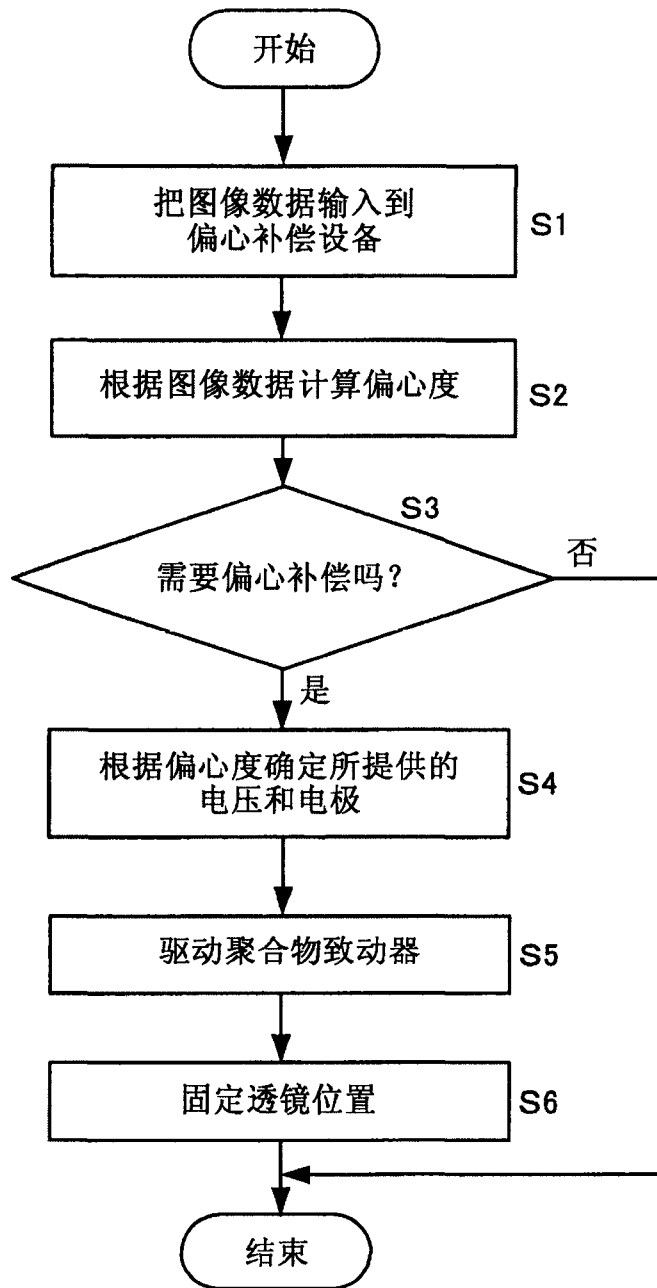 开始
把图像数据输入到
偏心补偿设备
S1
根据图像数据计算偏心度
S2
S3
需要偏心补偿吗?
否
是
根据偏心度确定所提供的
电压和电极
S4
驱动聚合物致动器
S5
固定透镜位置
S6
结束